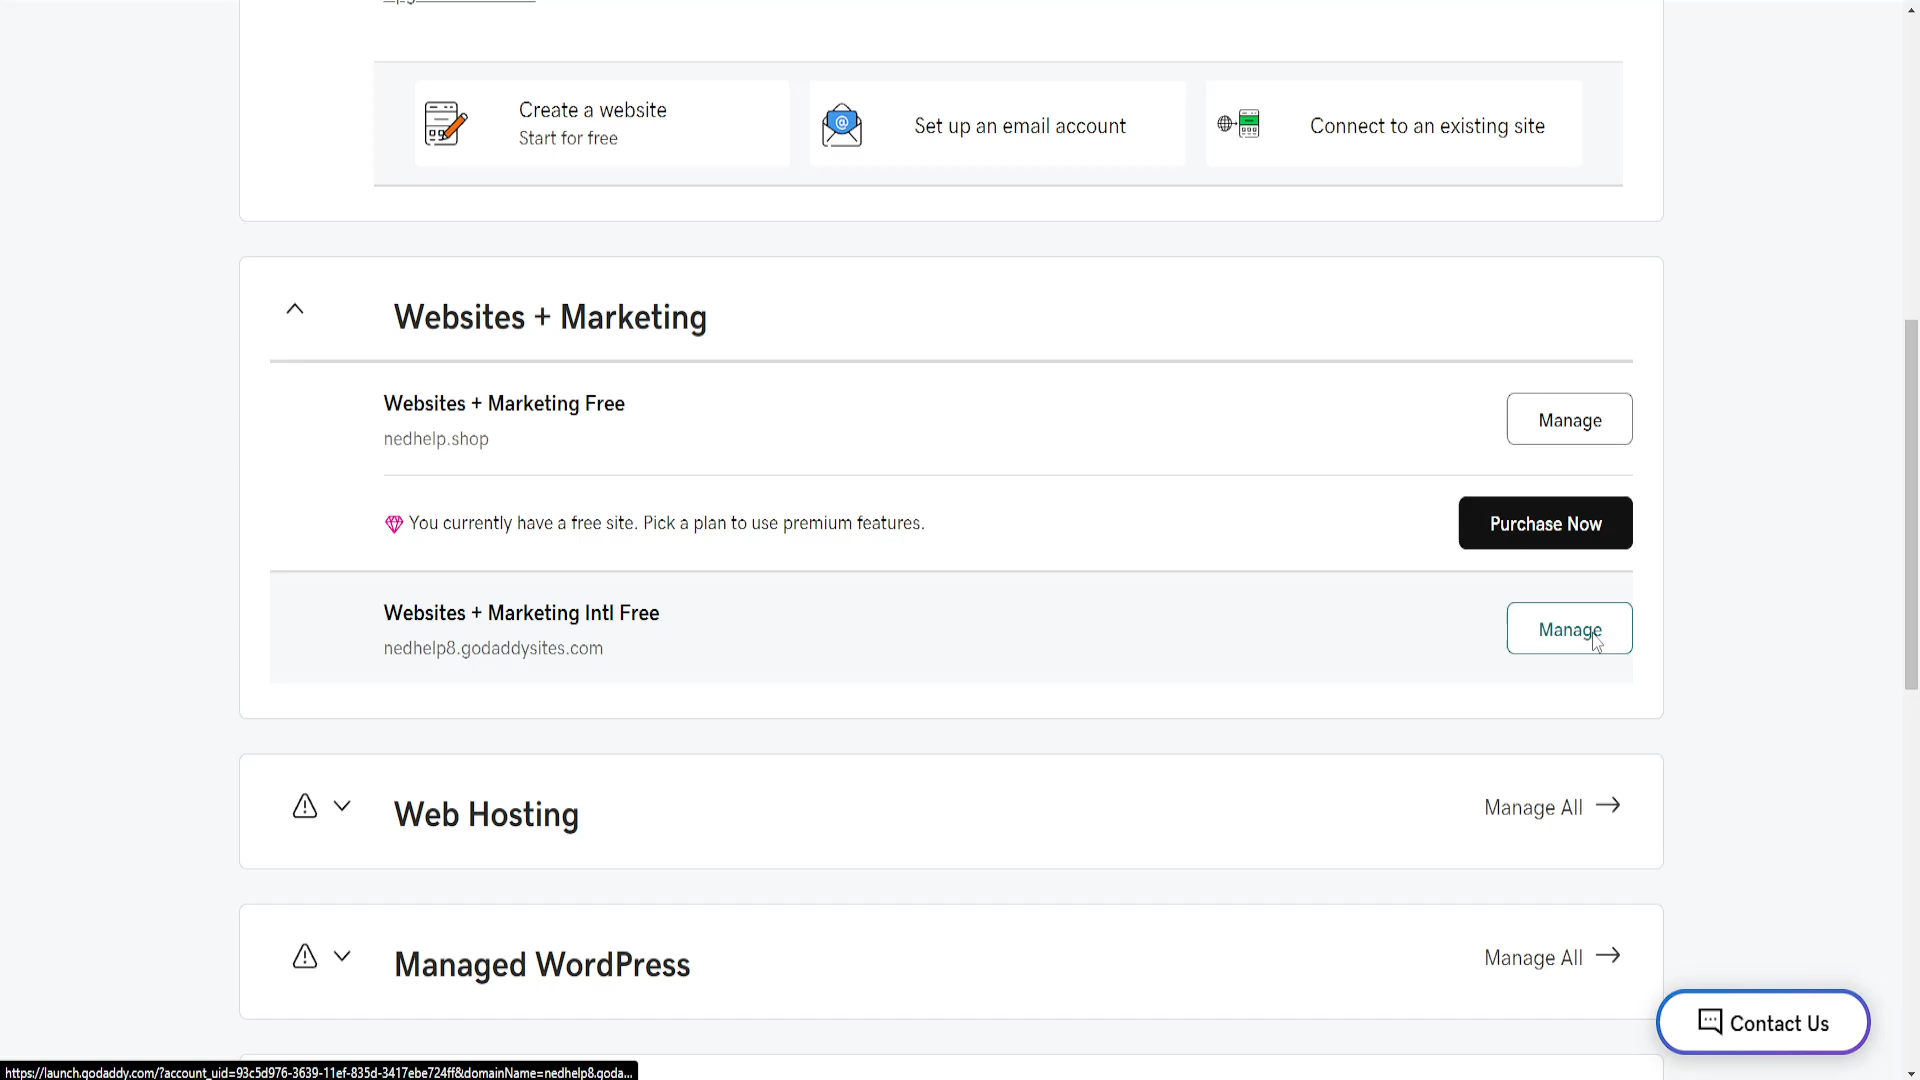 Create a website
Start for free
Set up an email account
Connect to an existing site
Websites + Marketing
Websites + Marketing Free
nedhelp.shop
Manage
You currently have a free site. Pick a plan to use premium features.
Purchase Now
Websites + Marketing Intl Free
nedhelp8.godaddysites.com
Manage
Web Hosting
Manage All
Managed WordPress
Manage All
Contact Us
https://launch.godaddy.com/?account_uid=93c5d976-3639-11ef-835d-3417ebe724ff&domainName=nedhelp8.goda...